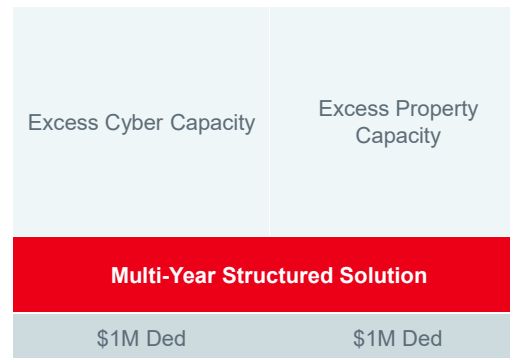 Excess Cyber Capacity
Excess Property
Capacity
Multi-Year Structured Solution
$1M Ded
$1M Ded